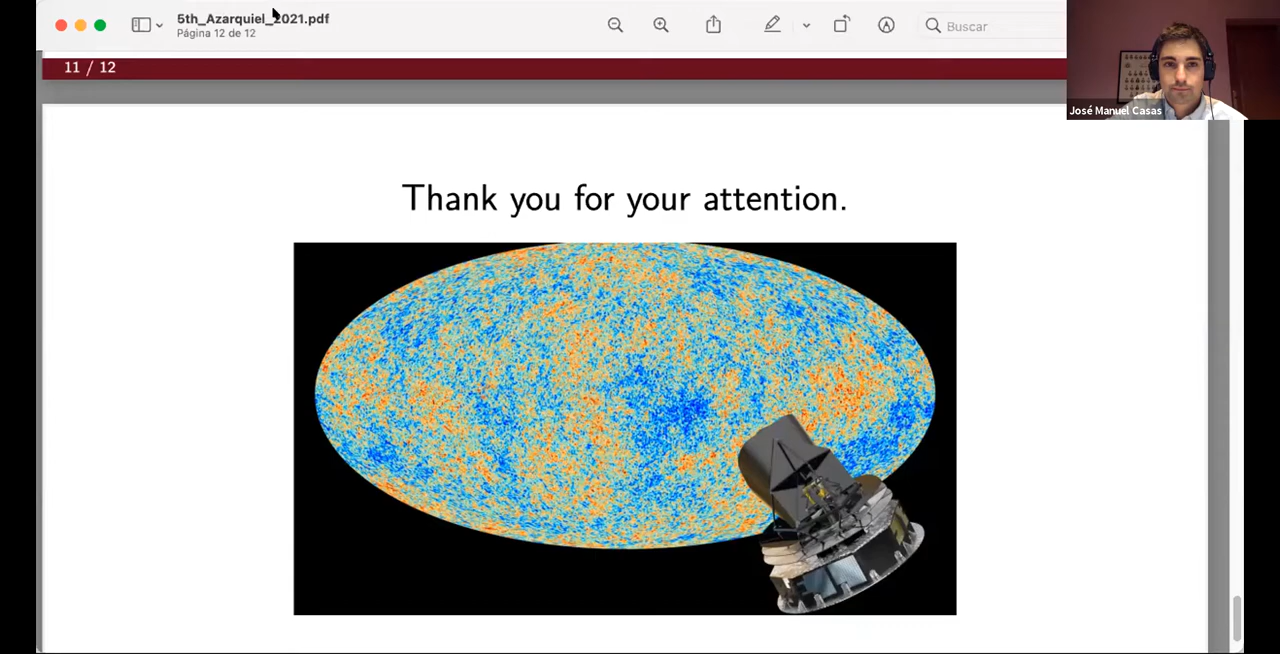 5th_Azarquiel_2021.pdf
Página 12 de 12
Buscar
José Manuel Casas
11 / 12
Thank you for your attention.